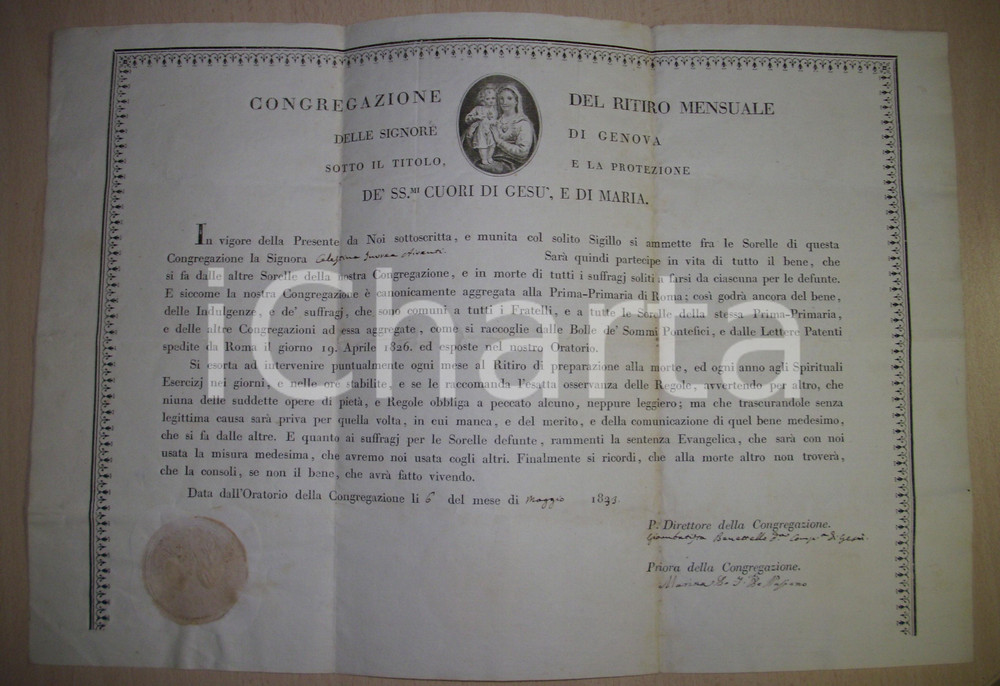 CONGREGAZIONE DEL RITIRO MENSUALE
DELLE SIGNORE DI GENOVA
SOTTO IL TITOLO, E LA PROTEZIONE
DE' SS.MI CUORI DI GESU', E DI MARIA.
In vigore della Presente da Noi sottoscritta, e munita col solito Sigillo si ammette fra le Sorelle di questa
Congregazione la Signora Celestina Sarà quindi partecipe in vita di tutto il bene, che
si fa dalle altre Sorelle della nostra Congregazione, e in morte di tutti i suffragj soliti a farsi da ciascuna per le defunte.
E siccome la nostra Congregazione è canonicamente aggregata alla Prima-Primaria di Roma; così godrà ancora del bene,
delle Indulgenze, e de' suffragj, che sono comuni a tutti i Fratelli, e a tutte le Sorelle della stessa Prima-Primaria,
e delle altre Congregazioni ad essa aggregate, come si raccoglie dalle Bolle de' Sommi Pontefici, e dalle Lettere Patenti
spedite da Roma il giorno 19. Aprile 1826. ed esposte nel nostro Oratorio.
Si esorta ad intervenire puntualmente ogni mese al Ritiro di preparazione alla morte, ed ogni anno agli Spirituali
Esercizj nei giorni, e nelle ore stabilite, e se le raccomanda l'esatta osservanza delle Regole, avvertendo per altro, che
niuna delle suddette opere di pietà, e Regole obbliga a peccato alcuno, neppure leggiero; ma che trascurandole senza
legittima causa sarà priva per quella volta, in cui manca, e del merito, e della comunicazione di quel bene medesimo,
che si fa dalle altre. E quanto ai suffragj per le Sorelle defunte, rammenti la sentenza Evangelica, che sarà con noi
usata la misura medesima, che avremo noi usata cogli altri. Finalmente si ricordi, che alla morte altro non troverà,
che la consoli, se non il bene, che avrà fatto vivendo.
Data dall'Oratorio della Congregazione li 6 del mese di Maggio 1835.
P. Direttore della Congregazione.
Giambattista della Comp.a di Gesù
Priora della Congregazione.
Marina
iCharta